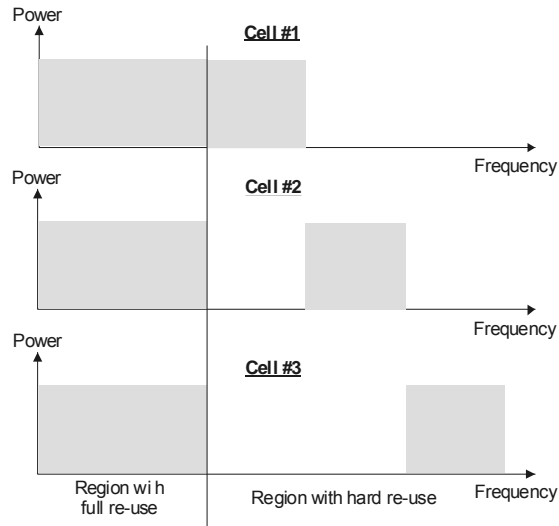 Power
Cell #1
Frequency
Power
Cell #2
Frequency
Power
Cell #3
Frequency
Region wi h
full re-use
Region with hard re-use